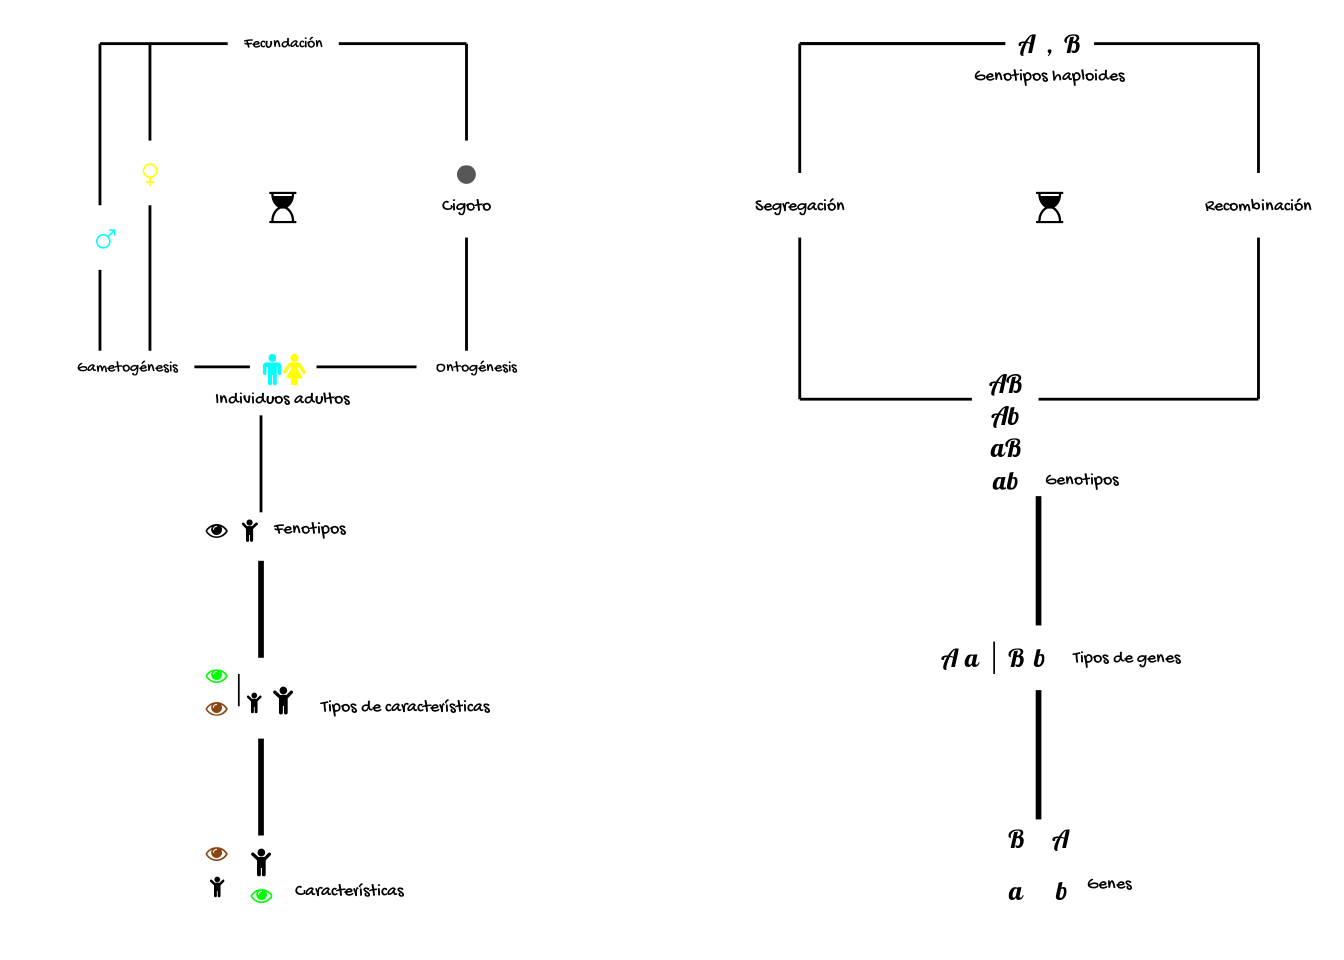 Fecundación
Cigoto
Gametogénesis
Ontogénesis
Individuos adultos
Fenotipos
Tipos de características
Características
A , B
Genotipos haploides
Segregación
Recombinación
AB
Ab
aB
ab
Genotipos
A a | B b
Tipos de genes
B A
a b
Genes